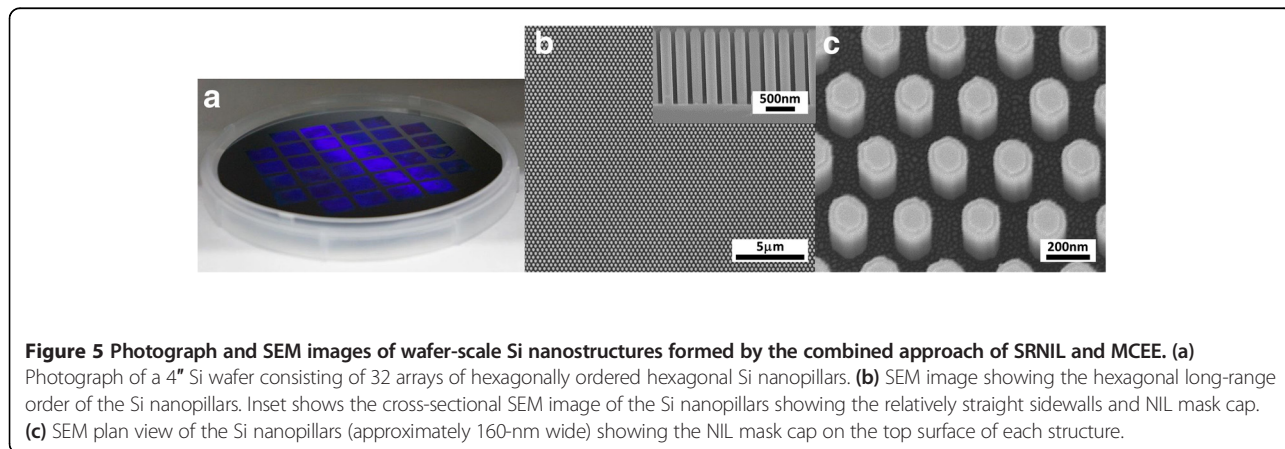 a
b
500nm
5μm
c
200nm
Figure 5 Photograph and SEM images of wafer-scale Si nanostructures formed by the combined approach of SRNIL and MCEE. (a)
Photograph of a 4" Si wafer consisting of 32 arrays of hexagonally ordered hexagonal Si nanopillars. (b) SEM image showing the hexagonal long-range
order of the Si nanopillars. Inset shows the cross-sectional SEM image of the Si nanopillars showing the relatively straight sidewalls and NIL mask cap.
(c) SEM plan view of the Si nanopillars (approximately 160-nm wide) showing the NIL mask cap on the top surface of each structure.